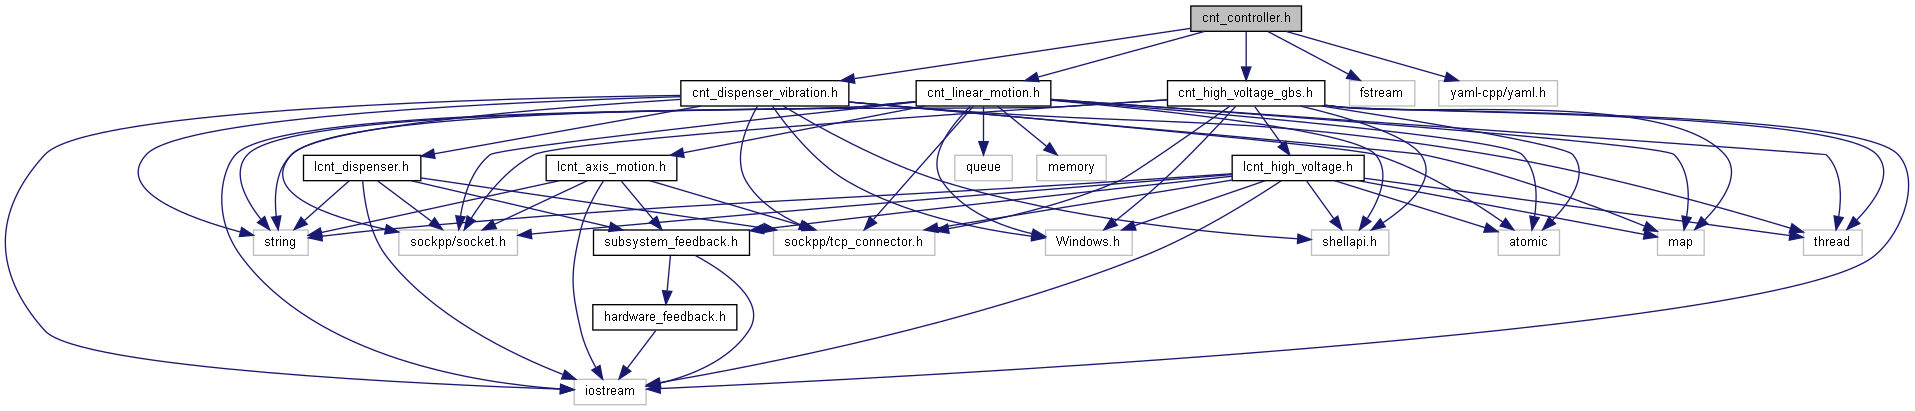 cnt_controller.h
cnt_dispenser_vibration.h
cnt_linear_motion.h
cnt_high_voltage_gbs.h
fstream
yaml-cpp/yaml.h
lcnt_dispenser.h
lcnt_axis_motion.h
queue
memory
lcnt_high_voltage.h
string
sockpp/socket.h
subsystem_feedback.h
sockpp/tcp_connector.h
Windows.h
shellapi.h
atomic
map
thread
hardware_feedback.h
iostream